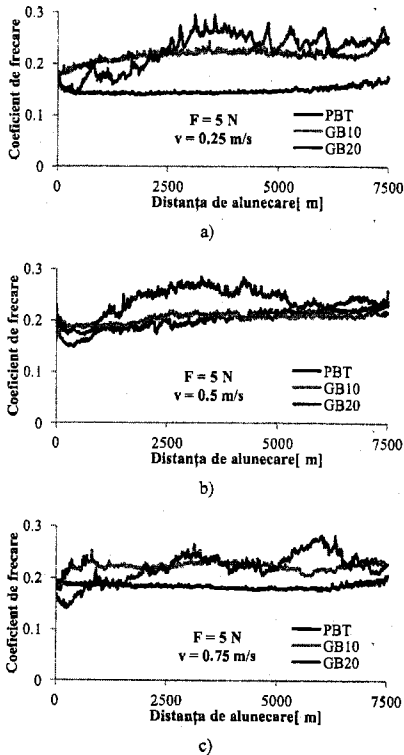 0.3
0.2
0.1
0
Coeficient de frecare
F = 5 N
v = 0.25 m/s
PBT
GB10
GB20
0
2500
5000
7500
Distanța de alunecare[ m]
a)
0.3
0.2
0.1
0
Coeficient de frecare
F = 5 N
v = 0.5 m/s
PBT
GB10
GB20
0
2500
5000
7500
Distanța de alunecare[ m]
b)
0.3
0.2
0.1
0
Coeficient de frecare
F = 5 N
v = 0.75 m/s
PBT
GB10
GB20
0
2500
5000
7500
Distanța de alunecare[ m]
c)